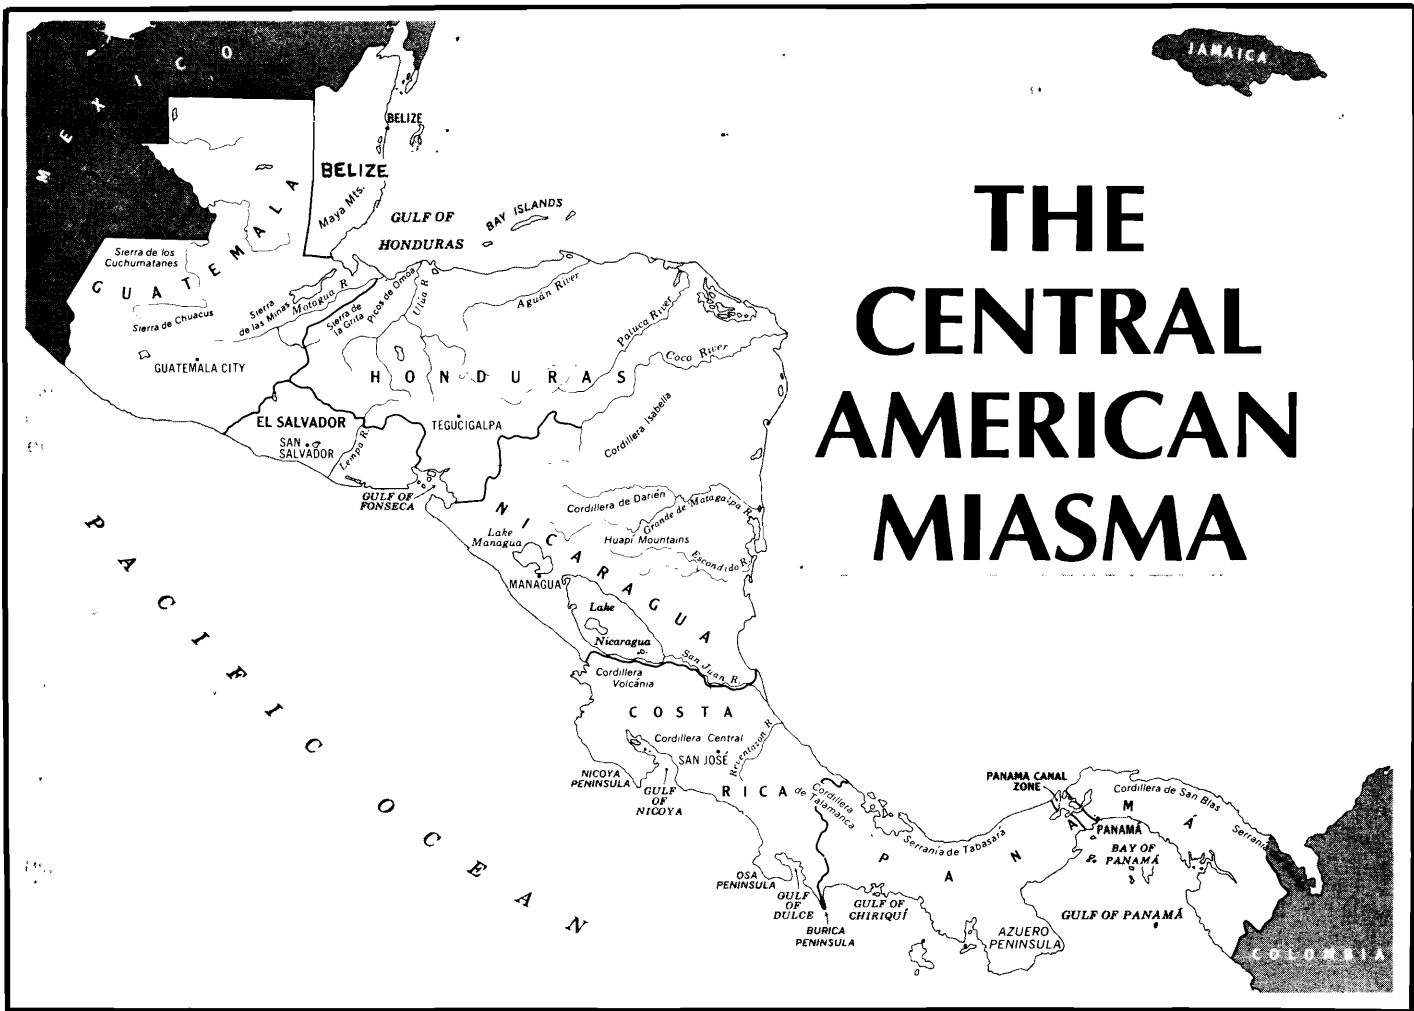 MEXICO
JAMAICA
BELIZE
BELIZE
Maya Mts.
GUATEMALA
GULF OF
HONDURAS
BAY ISLANDS
THE
CENTRAL
AMERICAN
MIASMA
Sierra de los
Cuchumatanes
Sierra de Chuacus
Sierra
de las Minas
Motagua R
Sierra de
la Grita
Picos de Omoa
Ulúa R
Aguán River
Patuca River
Coco River
GUATEMALA CITY
HONDURAS
EL SALVADOR
SAN
SALVADOR
Lempa R.
TEGUCIGALPA
Cordillera Isabella
GULF OF
FONSECA
NICARAGUA
Cordillera de Darién
Grande de Matagalpa R.
Huapi Mountains
Escondido R.
Lake
Managua
MANAGUA
Lake
Nicaragua
San Juan R.
PACIFIC OCEAN
Cordillera
Volcánia
COSTA
RICA
Cordillera Central
SAN JOSÉ
Reventazon R
NICOYA
PENINSULA
GULF
OF
NICOYA
Cordillera
de Talamanca
PANAMA CANAL
ZONE
Cordillera de San Blas
Serranía
PANAMÁ
PANAMÁ
BAY OF
PANAMÁ
Serranía de Tabasará
OSA
PENINSULA
GULF
OF
DULCE
BURICA
PENINSULA
GULF OF
CHIRIQUÍ
AZUERO
PENINSULA
GULF OF PANAMÁ
COLOMBIA